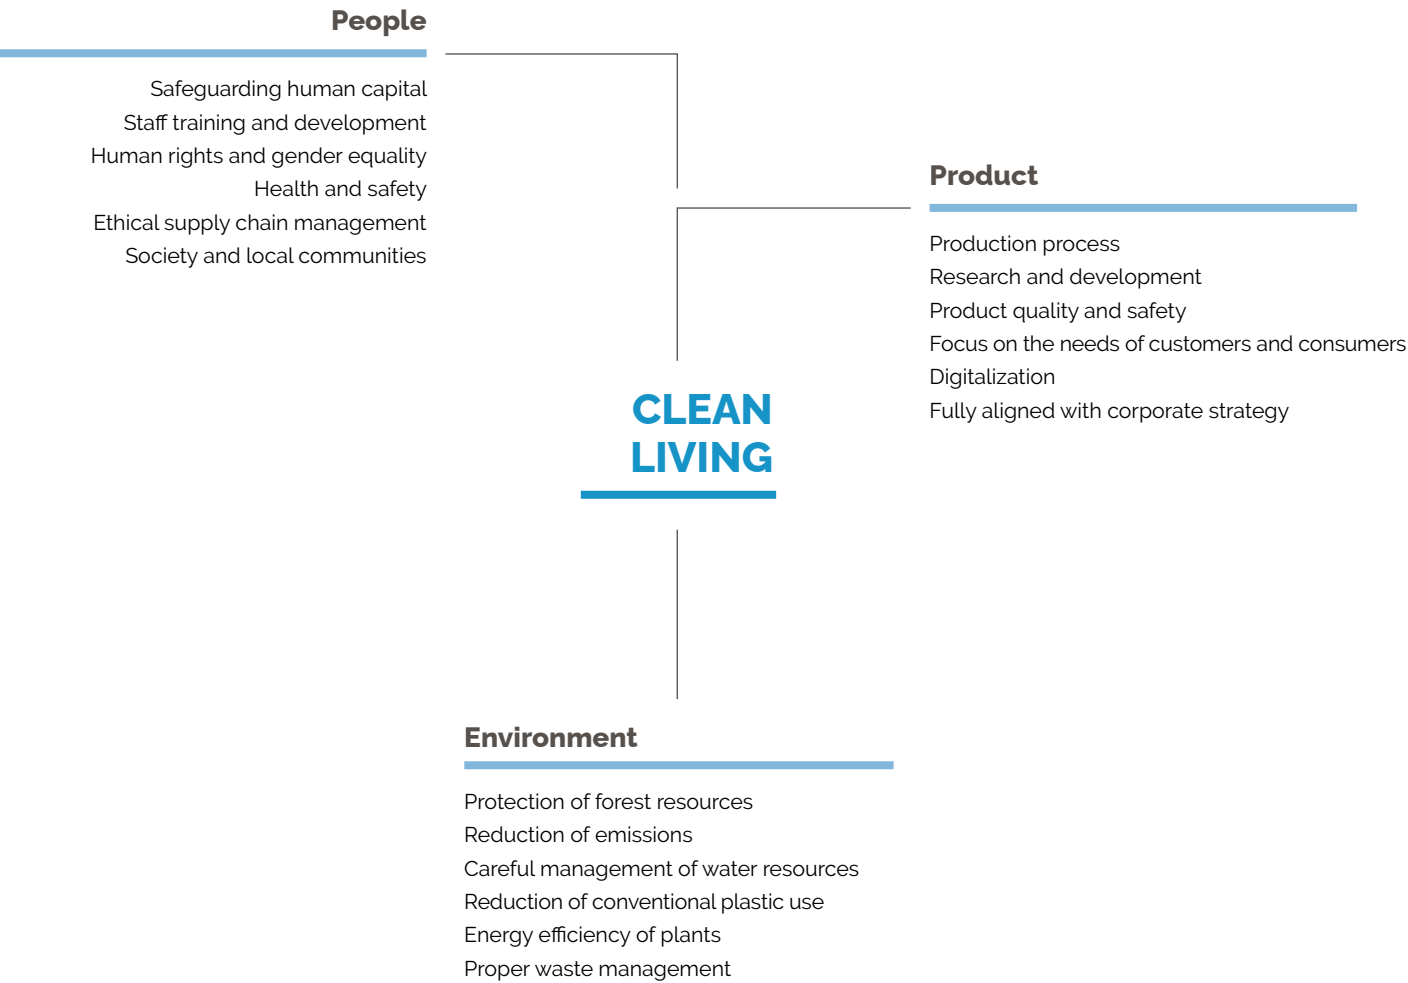 People
Safeguarding human capital
Staff training and development
Human rights and gender equality
Health and safety
Ethical supply chain management
Society and local communities
Product
Production process
Research and development
Product quality and safety
Focus on the needs of customers and consumers
Digitalization
Fully aligned with corporate strategy
CLEAN
LIVING
Environment
Protection of forest resources
Reduction of emissions
Careful management of water resources
Reduction of conventional plastic use
Energy efficiency of plants
Proper waste management